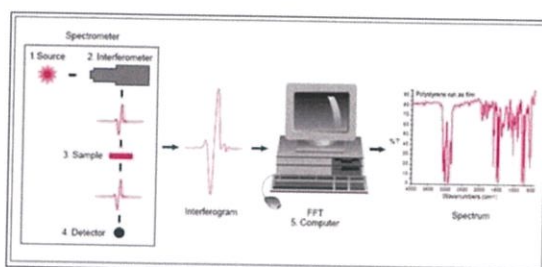 Spectrometer
1.Source
2. Interferometer
3. Sample
4. Detector
Interferogram
FFT
5. Computer
Polystyrene run as film
%T
Wavenumbers (cm-1)
Spectrum